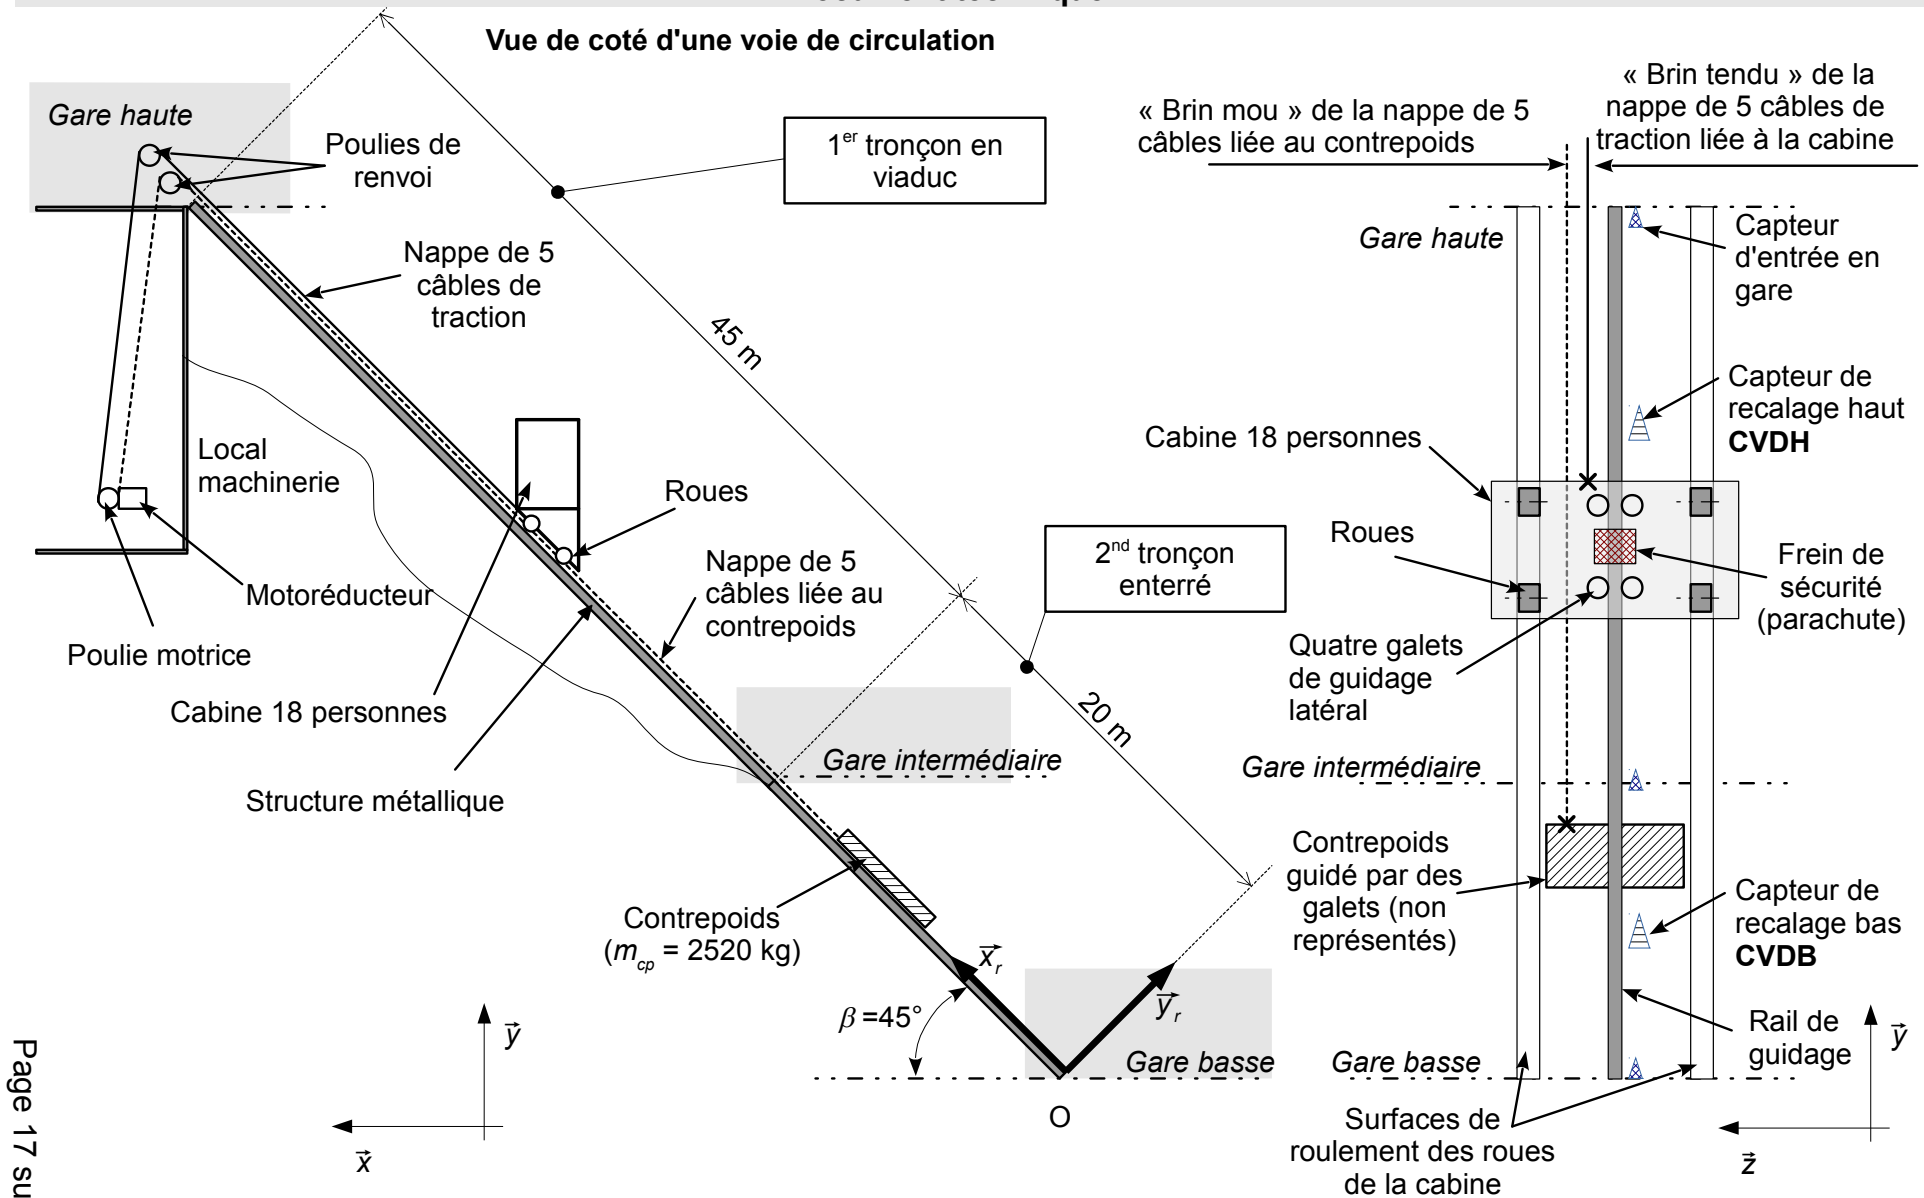 Vue de coté d'une voie de circulation
Gare haute
Poulies de
renvoi
1er tronçon en
viaduc
« Brin mou » de la nappe de 5
câbles liée au contrepoids
« Brin tendu » de la
nappe de 5 câbles de
traction liée à la cabine
Nappe de 5
câbles de
traction
45 m
Gare haute
Capteur
d'entrée en
gare
Capteur de
recalage haut
CVDH
Cabine 18 personnes
Local
machinerie
Roues
Roues
2nd tronçon
enterré
Nappe de 5
câbles liée au
contrepoids
Frein de
sécurité
(parachute)
Motoréducteur
Poulie motrice
Quatre galets
de guidage
latéral
Cabine 18 personnes
20 m
Gare intermédiaire
Gare intermédiaire
Structure métallique
Contrepoids
guidé par des
galets (non
représentés)
Capteur de
recalage bas
CVDB
Contrepoids
(mcp = 2520 kg)
xr
yr
β =45°
Rail de
guidage
Gare basse
Gare basse
O
Surfaces de
roulement des roues
de la cabine
y
x
y
z
Page 17 su